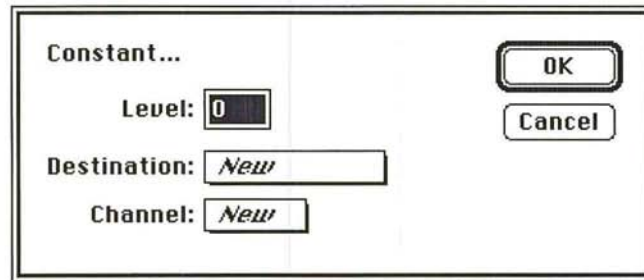 Constant...
OK
Level: 0
Cancel
Destination: New
Channel: New